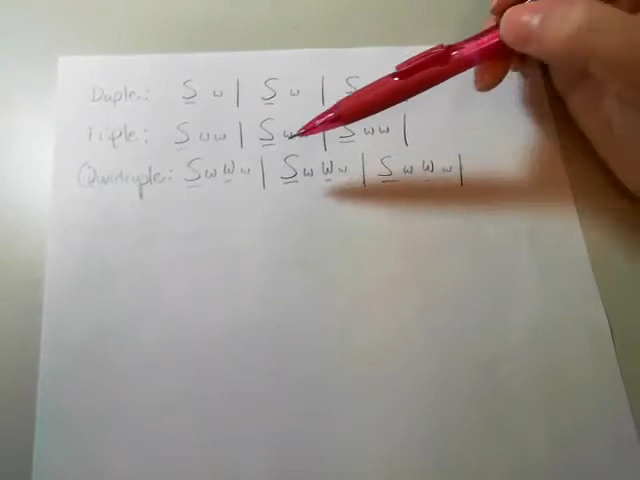 Duple: S w | S w | S
Triple: S w w | S w | S w w |
Quadruple: S w W w | S w W w | S w W w |